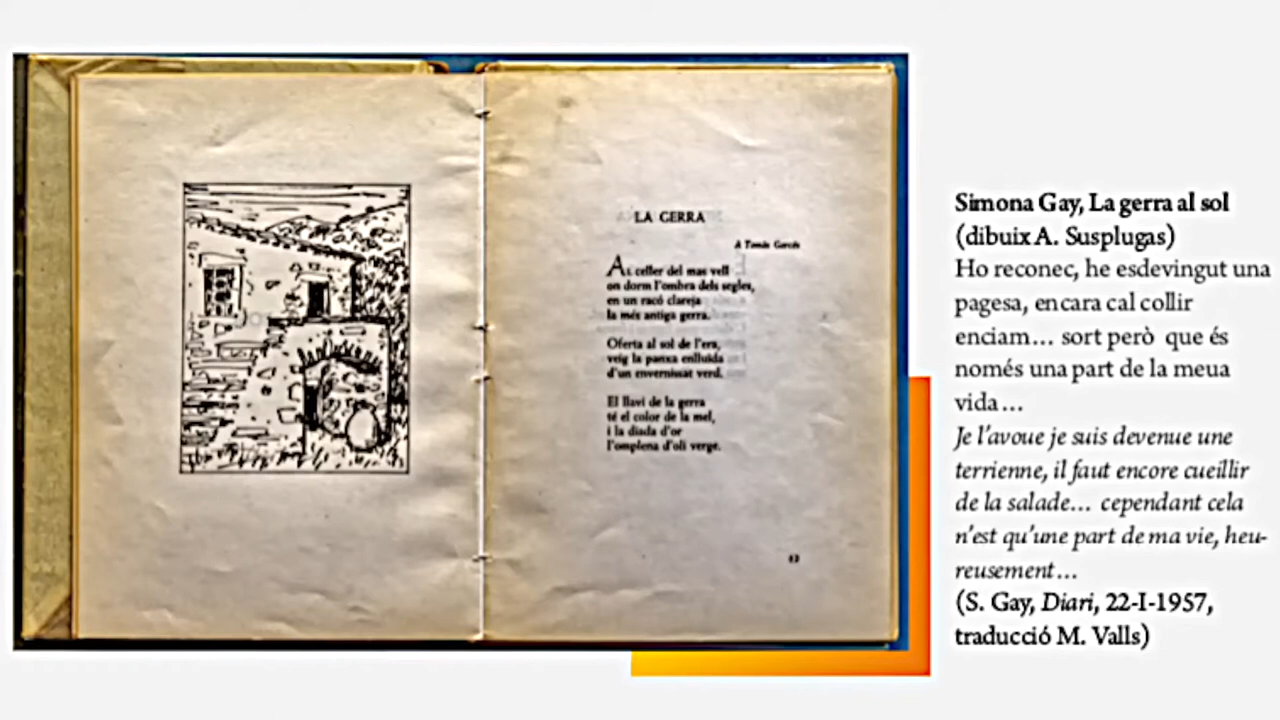 LA GERRA
A Tomàs Garcés
Al celler del mas vell
on dorm l'ombra dels segles,
en un racó clareja
la més antiga gerra.
Oferta al sol de l'era,
veig la panxa enlluïda
d'un envernissat verd.
El llavi de la gerra
té el color de la mel,
i la diada d'or
l'omplena d'oli verge.
Simona Gay, La gerra al sol
(dibuix A. Susplugas)
Ho reconec, he esdevingut una
pagesa, encara cal collir
enciam... sort però que és
només una part de la meua
vida...
Je l'avoue je suis devenue une
terrienne, il faut encore cueillir
de la salade... cependant cela
n'est qu'une part de ma vie, heu-
reusement...
(S. Gay, Diari, 22-I-1957,
traducció M. Valls)